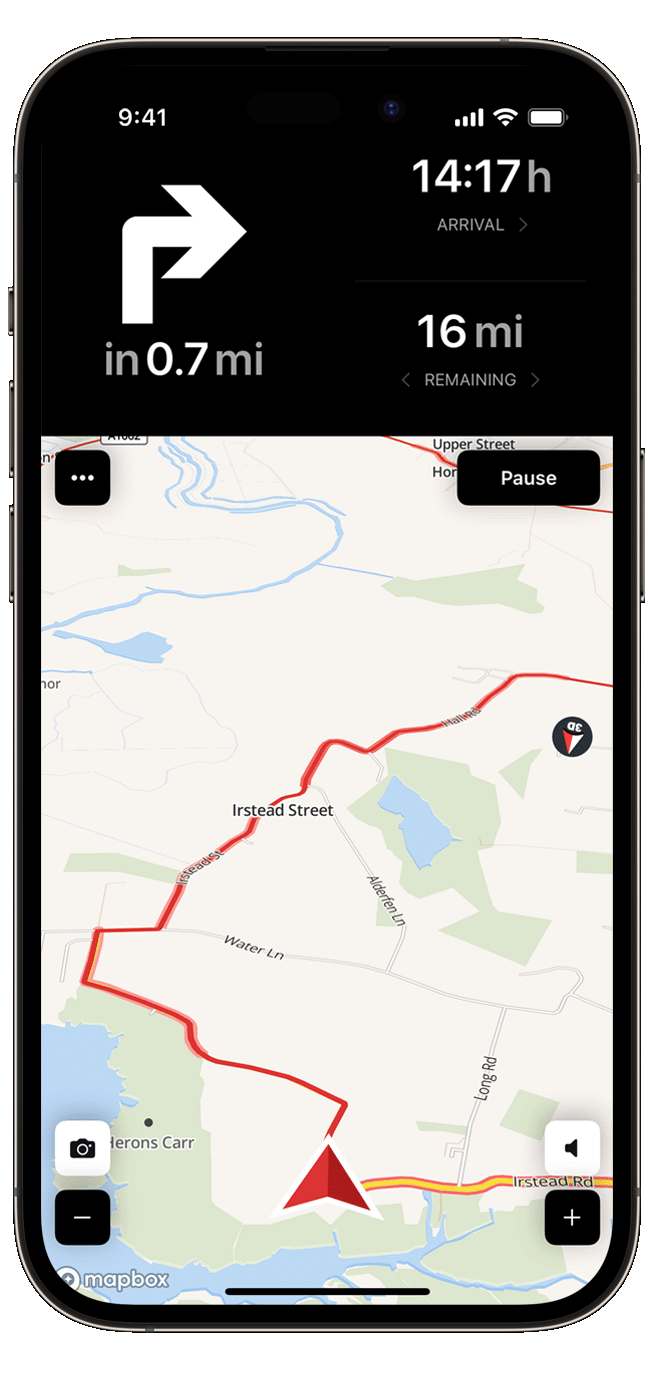 9:41
14:17 h
ARRIVAL
in 0.7 mi
16 mi
REMAINING
A1062
Upper Street
Hor
Pause
nor
Hall Rd
3D
Irstead Street
Irstead St
Alderfen Ln
Water Ln
Long Rd
Herons Carr
Irstead Rd
mapbox